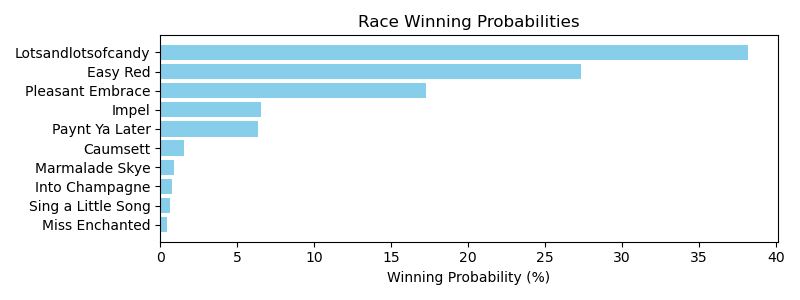 Race Winning Probabilities
Lotsandlotsofcandy
Easy Red
Pleasant Embrace
Impel
Paynt Ya Later
Caumsett
Marmalade Skye
Into Champagne
Sing a Little Song
Miss Enchanted
0 5 10 15 20 25 30 35 40
Winning Probability (%)